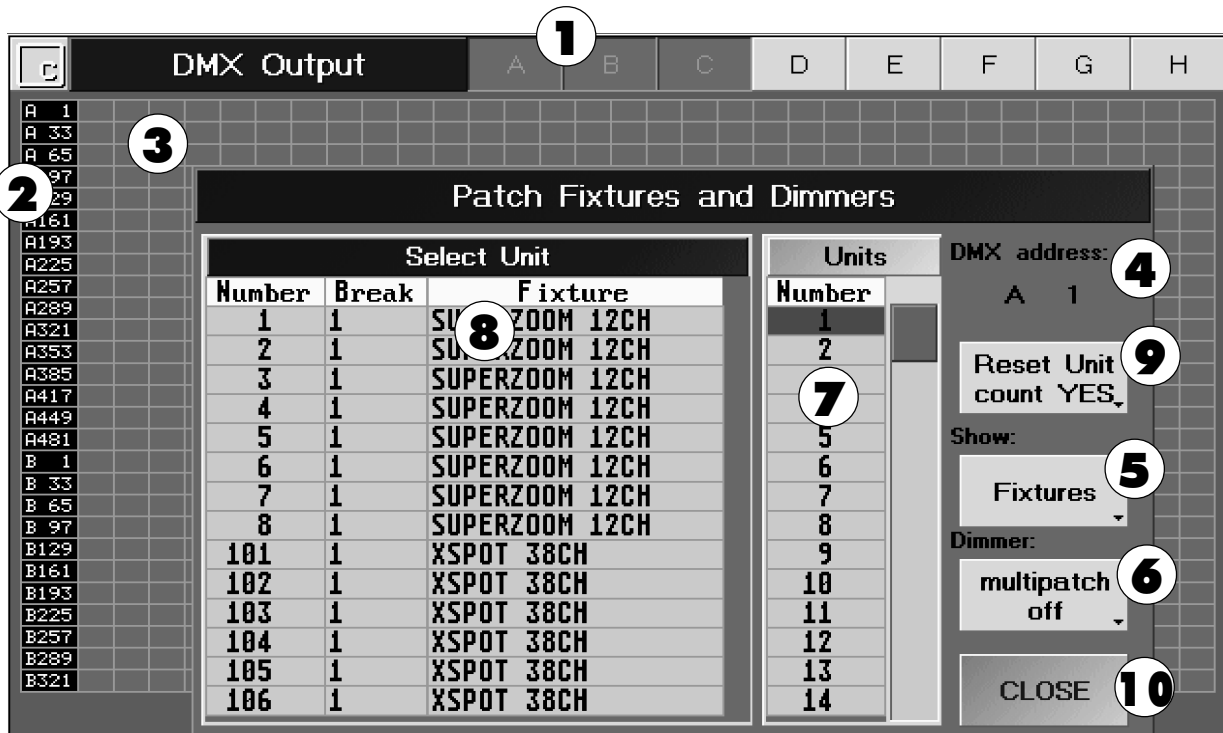 1
C DMX Output A B C D E F G H
A 1
A 33
A 65
97
29
A161
A193
A225
A257
A289
A321
A353
A385
A417
A449
A481
B 1
B 33
B 65
B 97
B129
B161
B193
B225
B257
B289
B321
3
2
Patch Fixtures and Dimmers
Select Unit
Number Break Fixture
1 1 SUPERZOOM 12CH
2 1 SUPERZOOM 12CH
3 1 SUPERZOOM 12CH
4 1 SUPERZOOM 12CH
5 1 SUPERZOOM 12CH
6 1 SUPERZOOM 12CH
7 1 SUPERZOOM 12CH
8 1 SUPERZOOM 12CH
101 1 XSPOT 38CH
102 1 XSPOT 38CH
103 1 XSPOT 38CH
104 1 XSPOT 38CH
105 1 XSPOT 38CH
106 1 XSPOT 38CH
8
Units
Number
1
2
5
6
7
8
9
10
11
12
13
14
7
DMX address:
4
A 1
Reset Unit
count YES
9
Show:
Fixtures
5
Dimmer:
multipatch
off
6
CLOSE
10